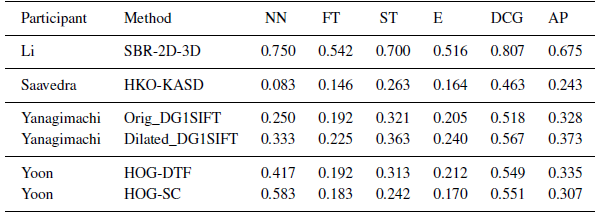 Participant Method NN FT ST E DCG AP
Li SBR-2D-3D 0.750 0.542 0.700 0.516 0.807 0.675
Saavedra HKO-KASD 0.083 0.146 0.263 0.164 0.463 0.243
Yanagimachi Orig_DG1SIFT 0.250 0.192 0.321 0.205 0.518 0.328
Yanagimachi Dilated_DG1SIFT 0.333 0.225 0.363 0.240 0.567 0.373
Yoon HOG-DTF 0.417 0.192 0.313 0.212 0.549 0.335
Yoon HOG-SC 0.583 0.183 0.242 0.170 0.551 0.307